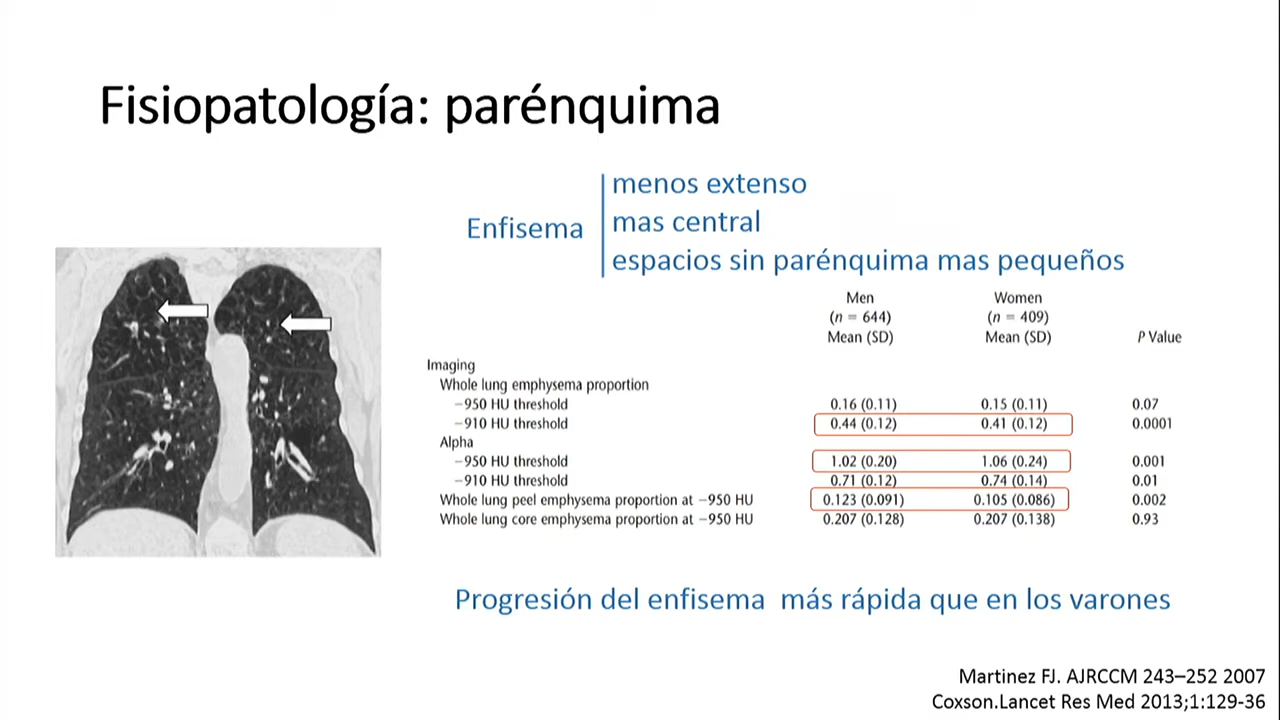 Fisiopatología: parénquima
Enfisema
menos extenso
mas central
espacios sin parénquima mas pequeños
Men Women
(n = 644) (n = 409)
Mean (SD) Mean (SD) P Value
Imaging
Whole lung emphysema proportion
−950 HU threshold 0.16 (0.11) 0.15 (0.11) 0.07
−910 HU threshold 0.44 (0.12) 0.41 (0.12) 0.0001
Alpha
−950 HU threshold 1.02 (0.20) 1.06 (0.24) 0.001
−910 HU threshold 0.71 (0.12) 0.74 (0.14) 0.01
Whole lung peel emphysema proportion at −950 HU 0.123 (0.091) 0.105 (0.086) 0.002
Whole lung core emphysema proportion at −950 HU 0.207 (0.128) 0.207 (0.138) 0.93
Progresión del enfisema más rápida que en los varones
Martinez FJ. AJRCCM 243–252 2007
Coxson.Lancet Res Med 2013;1:129-36